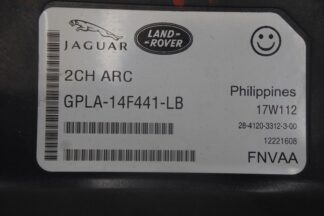 JAGUAR
LAND-
ROVER
2CH ARC
GPLA-14F441-LB
Philippines
17W112
28-4120-3312-3-00
12221608
FNVAA